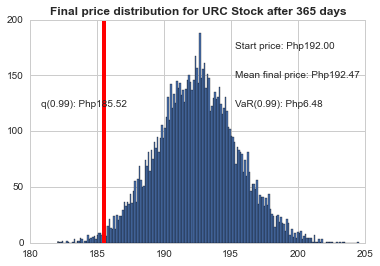 Final price distribution for URC Stock after 365 days
200
Start price: Php192.00
150
Mean final price: Php192.47
q(0.99): Php185.52
VaR(0.99): Php6.48
100
50
0
180
185
190
195
200
205